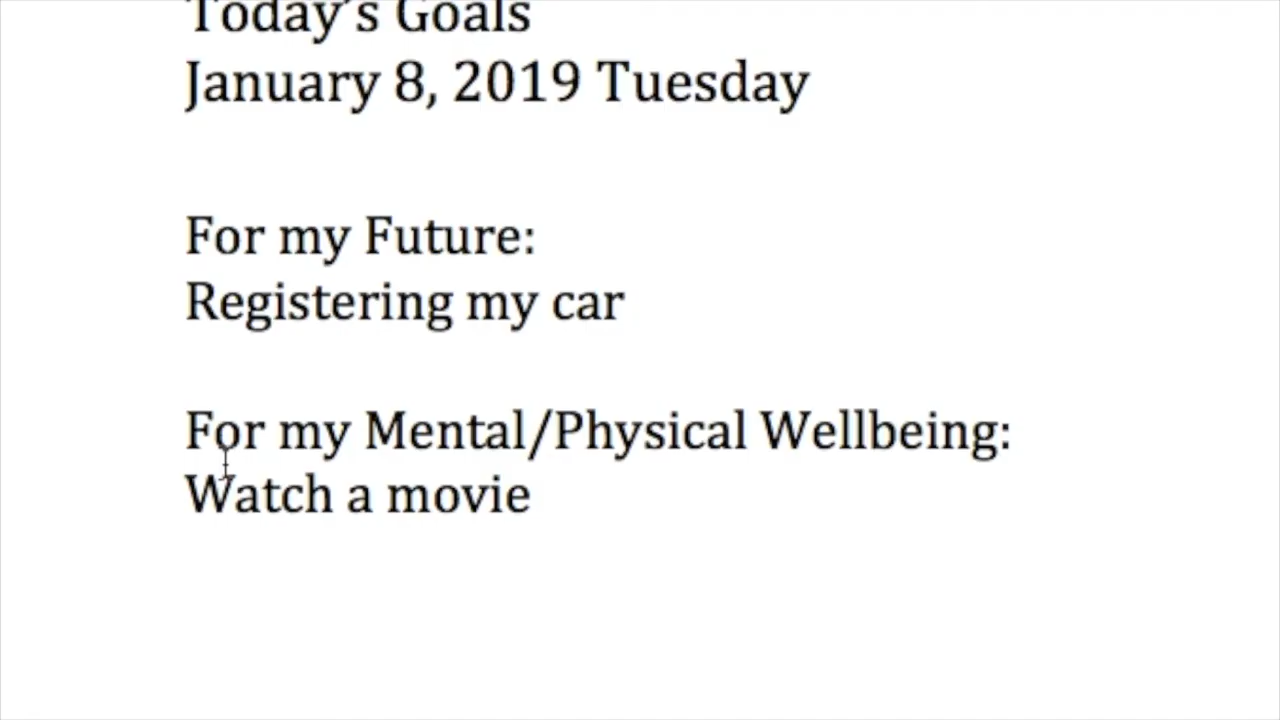 Today's Goals
January 8, 2019 Tuesday
For my Future:
Registering my car
For my Mental/Physical Wellbeing:
Watch a movie